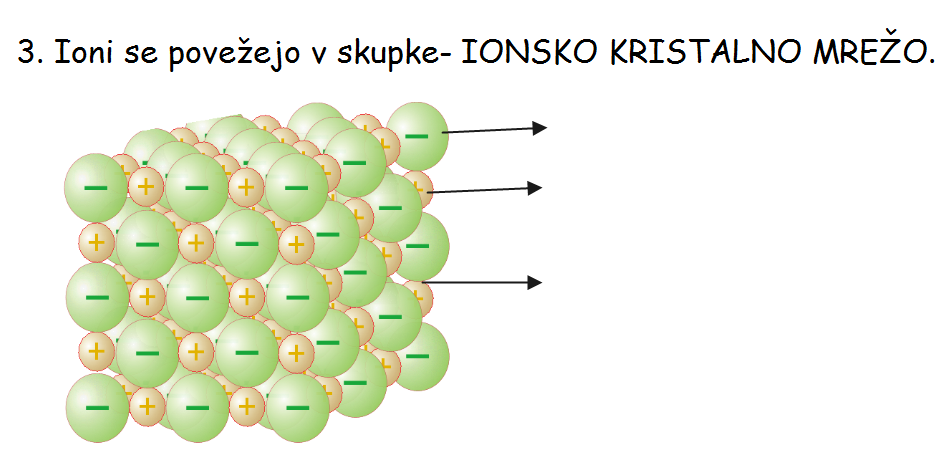 3. Ioni se povežejo v skupke- IONSKO KRISTALNO MREŽO.